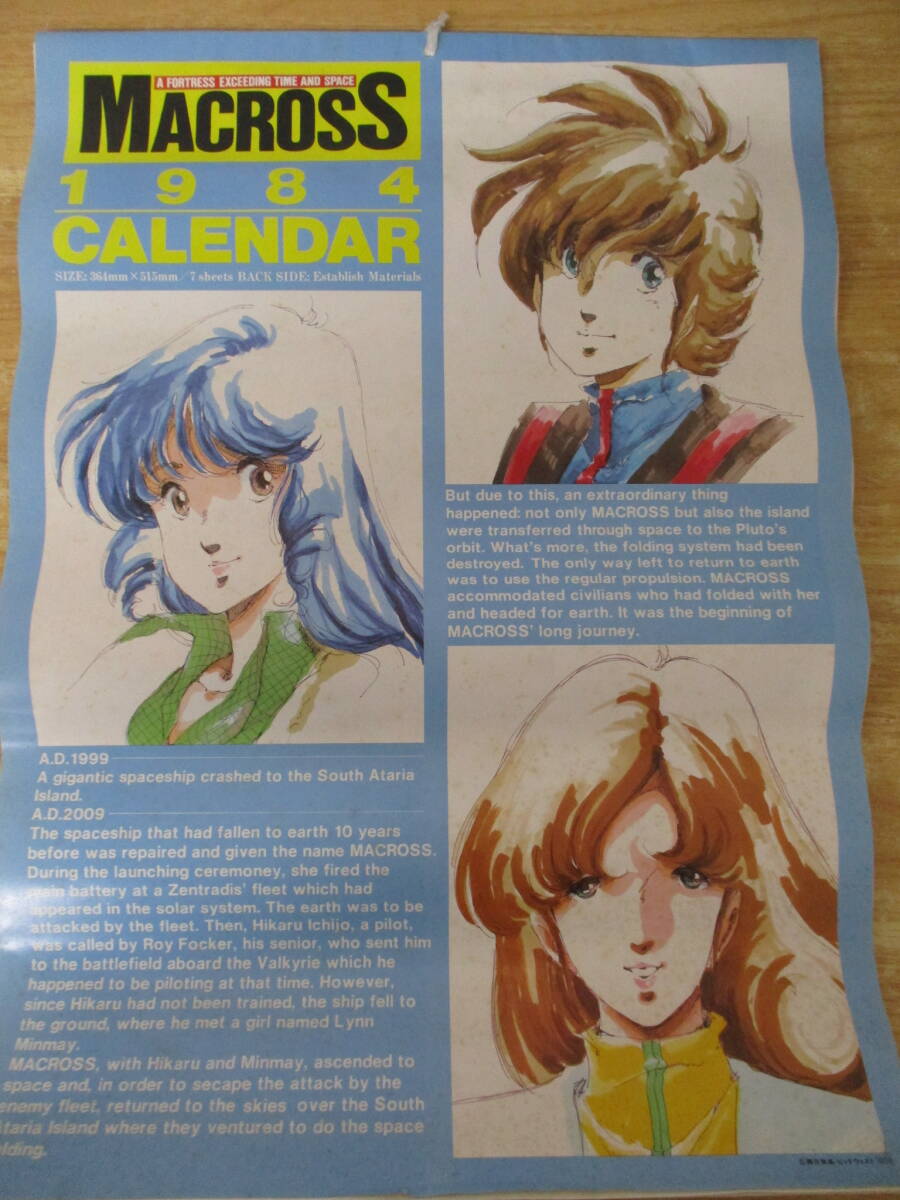 A FORTRESS EXCEEDING TIME AND SPACE
MACROSS
1984
CALENDAR
SIZE: 364mm×515mm/7 sheets BACK SIDE: Establish Materials
A.D.1999
A gigantic spaceship crashed to the South Ataria
Island.
A.D.2009
The spaceship that had fallen to earth 10 years
before was repaired and given the name MACROSS.
During the launching ceremoney, she fired the
main battery at a Zentradis' fleet which had
appeared in the solar system. The earth was to be
attacked by the fleet. Then, Hikaru Ichijo, a pilot,
was called by Roy Focker, his senior, who sent him
to the battlefield aboard the Valkyrie which he
happened to be piloting at that time. However,
since Hikaru had not been trained, the ship fell to
the ground, where he met a girl named Lynn
Minmay.
MACROSS, with Hikaru and Minmay, ascended to
space and, in order to secape the attack by the
enemy fleet, returned to the skies over the South
Ataria Island where they ventured to do the space
lding.
But due to this, an extraordinary thing
happened: not only MACROSS but also the island
were transferred through space to the Pluto's
orbit. What's more, the folding system had been
destroyed. The only way left to return to earth
was to use the regular propulsion. MACROSS
accommodated civilians who had folded with her
and headed for earth. It was the beginning of
MACROSS' long journey.